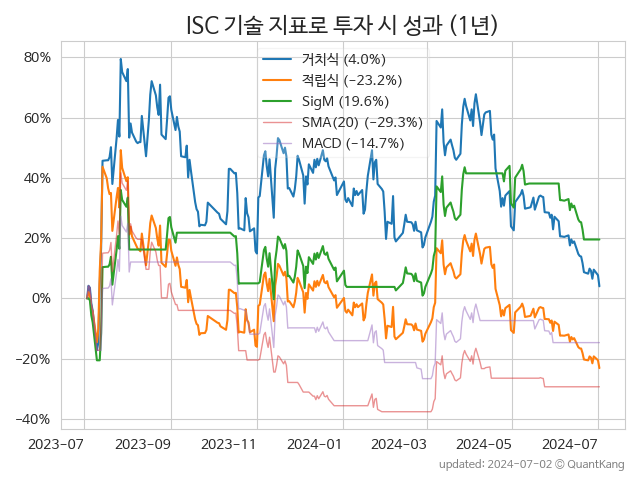 ISC 기술 지표로 투자 시 성과 (1년)
거치식 (4.0%)
적립식 (−23.2%)
SigM (19.6%)
SMA(20) (−29.3%)
MACD (−14.7%)
80%
60%
40%
20%
0%
−20%
−40%
2023-07 2023-09 2023-11 2024-01 2024-03 2024-05 2024-07
updated: 2024-07-02 ⓒ QuantKang